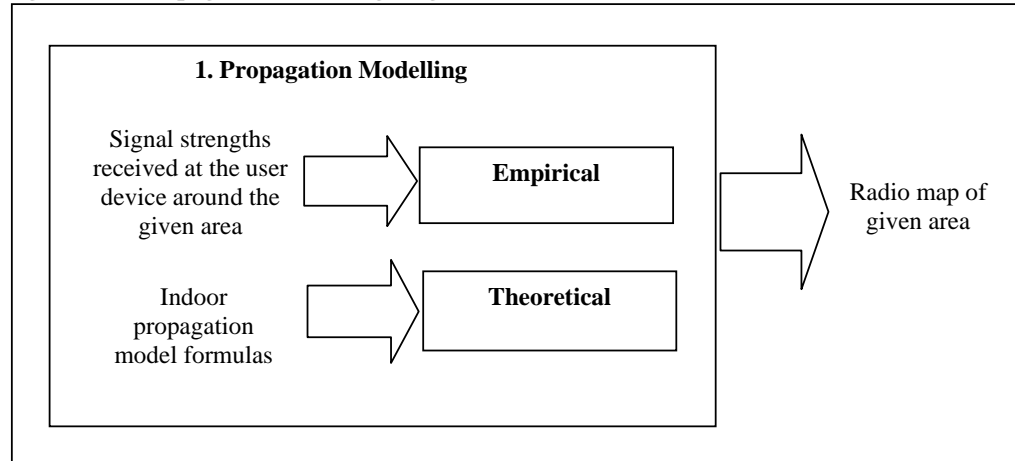 1. Propagation Modelling
Signal strengths
received at the user
device around the
given area
Empirical
Radio map of
given area
Indoor
propagation
model formulas
Theoretical